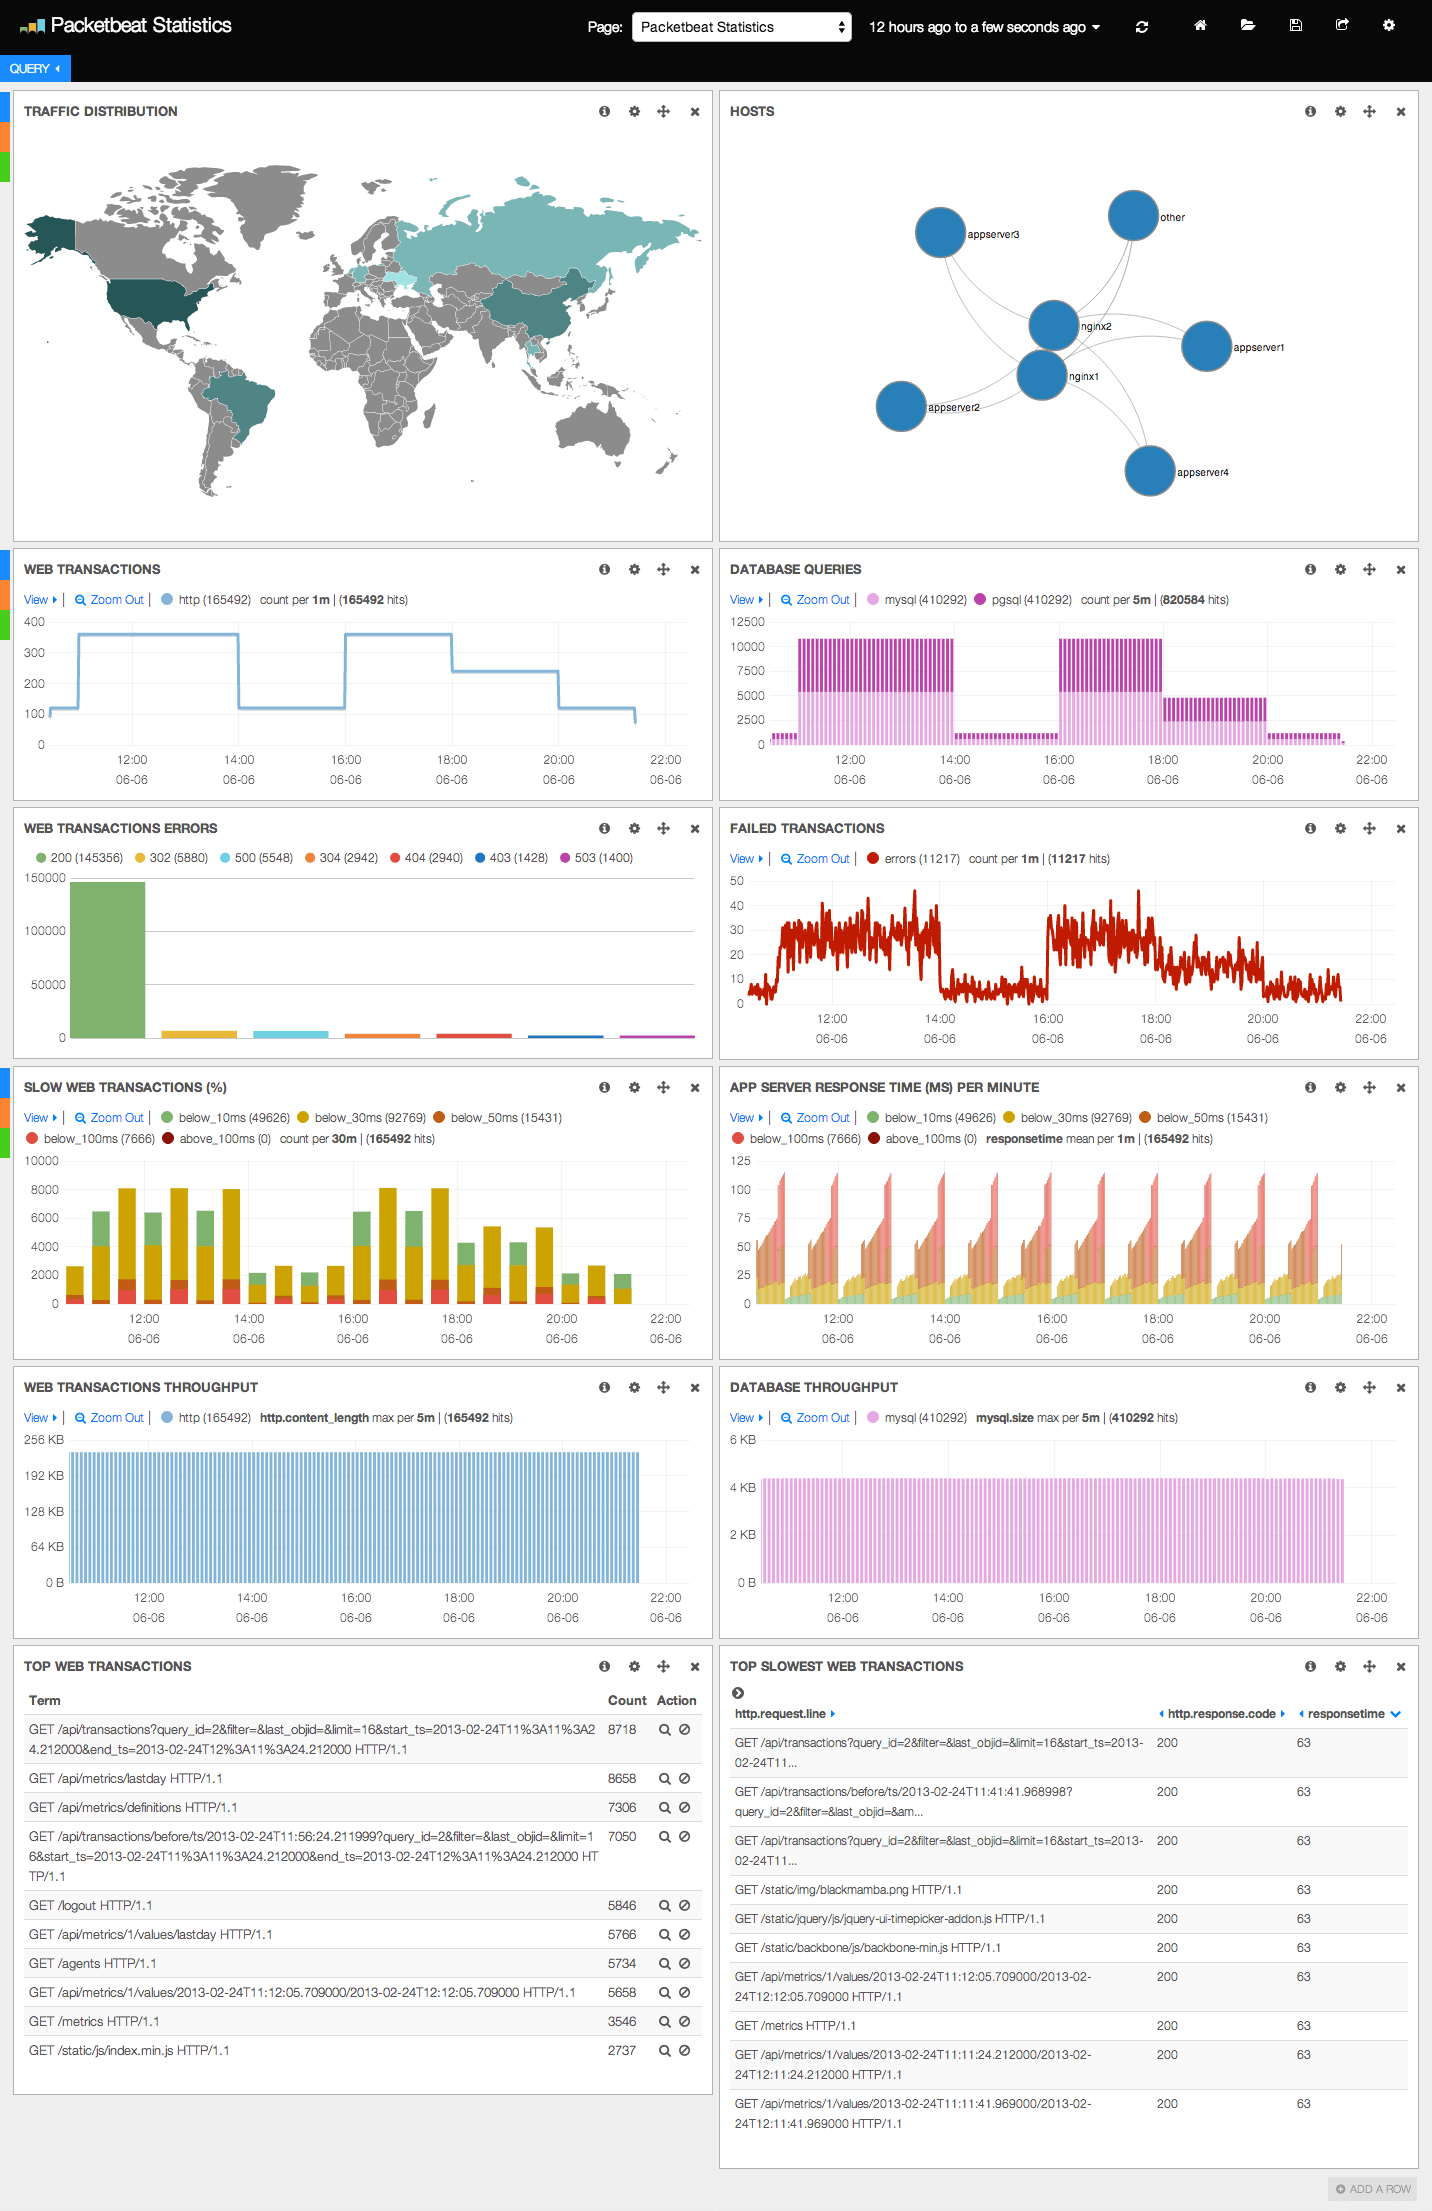 Packetbeat Statistics
Page: Packetbeat Statistics 12 hours ago to a few seconds ago
QUERY
TRAFFIC DISTRIBUTION
HOSTS
other
appserver3
nginx2
appserver1
nginx1
appserver2
appserver4
WEB TRANSACTIONS
View | Zoom Out | http (165492) count per 1m | (165492 hits)
400
300
200
100
0
12:00 14:00 16:00 18:00 20:00 22:00
06-06 06-06 06-06 06-06 06-06 06-06
DATABASE QUERIES
View | Zoom Out | mysql (410292) pgsql (410292) count per 5m | (820584 hits)
12500
10000
7500
5000
2500
0
12:00 14:00 16:00 18:00 20:00 22:00
06-06 06-06 06-06 06-06 06-06 06-06
WEB TRANSACTIONS ERRORS
200 (145356) 302 (5880) 500 (5548) 304 (2942) 404 (2940) 403 (1428) 503 (1400)
150000
100000
50000
0
FAILED TRANSACTIONS
View | Zoom Out | errors (11217) count per 1m | (11217 hits)
50
40
30
20
10
0
12:00 14:00 16:00 18:00 20:00 22:00
06-06 06-06 06-06 06-06 06-06 06-06
SLOW WEB TRANSACTIONS (%)
View | Zoom Out | below_10ms (49626) below_30ms (92769) below_50ms (15431)
below_100ms (7666) above_100ms (0) count per 30m | (165492 hits)
10000
8000
6000
4000
2000
0
12:00 14:00 16:00 18:00 20:00 22:00
06-06 06-06 06-06 06-06 06-06 06-06
APP SERVER RESPONSE TIME (MS) PER MINUTE
View | Zoom Out | below_10ms (49626) below_30ms (92769) below_50ms (15431)
below_100ms (7666) above_100ms (0) responsetime mean per 1m | (165492 hits)
125
100
75
50
25
0
12:00 14:00 16:00 18:00 20:00 22:00
06-06 06-06 06-06 06-06 06-06 06-06
WEB TRANSACTIONS THROUGHPUT
View | Zoom Out | http (165492) http.content_length max per 5m | (165492 hits)
256 KB
192 KB
128 KB
64 KB
0 B
12:00 14:00 16:00 18:00 20:00 22:00
06-06 06-06 06-06 06-06 06-06 06-06
DATABASE THROUGHPUT
View | Zoom Out | mysql (410292) mysql.size max per 5m | (410292 hits)
6 KB
4 KB
2 KB
0 B
12:00 14:00 16:00 18:00 20:00 22:00
06-06 06-06 06-06 06-06 06-06 06-06
TOP WEB TRANSACTIONS
Term Count Action
GET /api/transactions?query_id=2&filter=&last_objid=&limit=16&start_ts=2013-02-24T11%3A11%3A2 8718
4.212000&end_ts=2013-02-24T12%3A11%3A24.212000 HTTP/1.1
GET /api/metrics/lastday HTTP/1.1 8658
GET /api/metrics/definitions HTTP/1.1 7306
GET /api/transactions/before/ts/2013-02-24T11:56:24.211999?query_id=2&filter=&last_objid=&limit=1 7050
6&start_ts=2013-02-24T11%3A11%3A24.212000&end_ts=2013-02-24T12%3A11%3A24.212000 HT
TP/1.1
GET /logout HTTP/1.1 5846
GET /api/metrics/1/values/lastday HTTP/1.1 5766
GET /agents HTTP/1.1 5734
GET /api/metrics/1/values/2013-02-24T11:12:05.709000/2013-02-24T12:12:05.709000 HTTP/1.1 5658
GET /metrics HTTP/1.1 3546
GET /static/js/index.min.js HTTP/1.1 2737
TOP SLOWEST WEB TRANSACTIONS
http.request.line http.response.code responsetime
GET /api/transactions?query_id=2&filter=&last_objid=&limit=16&start_ts=2013- 200 63
02-24T11...
GET /api/transactions/before/ts/2013-02-24T11:41:41.968998? 200 63
query_id=2&filter=&last_objid=&am...
GET /api/transactions?query_id=2&filter=&last_objid=&limit=16&start_ts=2013- 200 63
02-24T11...
GET /static/img/blackmamba.png HTTP/1.1 200 63
GET /static/jquery/js/jquery-ui-timepicker-addon.js HTTP/1.1 200 63
GET /static/backbone/js/backbone-min.js HTTP/1.1 200 63
GET /api/metrics/1/values/2013-02-24T11:12:05.709000/2013-02- 200 63
24T12:12:05.709000 HTTP/1.1
GET /metrics HTTP/1.1 200 63
GET /api/metrics/1/values/2013-02-24T11:11:24.212000/2013-02- 200 63
24T12:11:24.212000 HTTP/1.1
GET /api/metrics/1/values/2013-02-24T11:11:41.969000/2013-02- 200 63
24T12:11:41.969000 HTTP/1.1
ADD A ROW